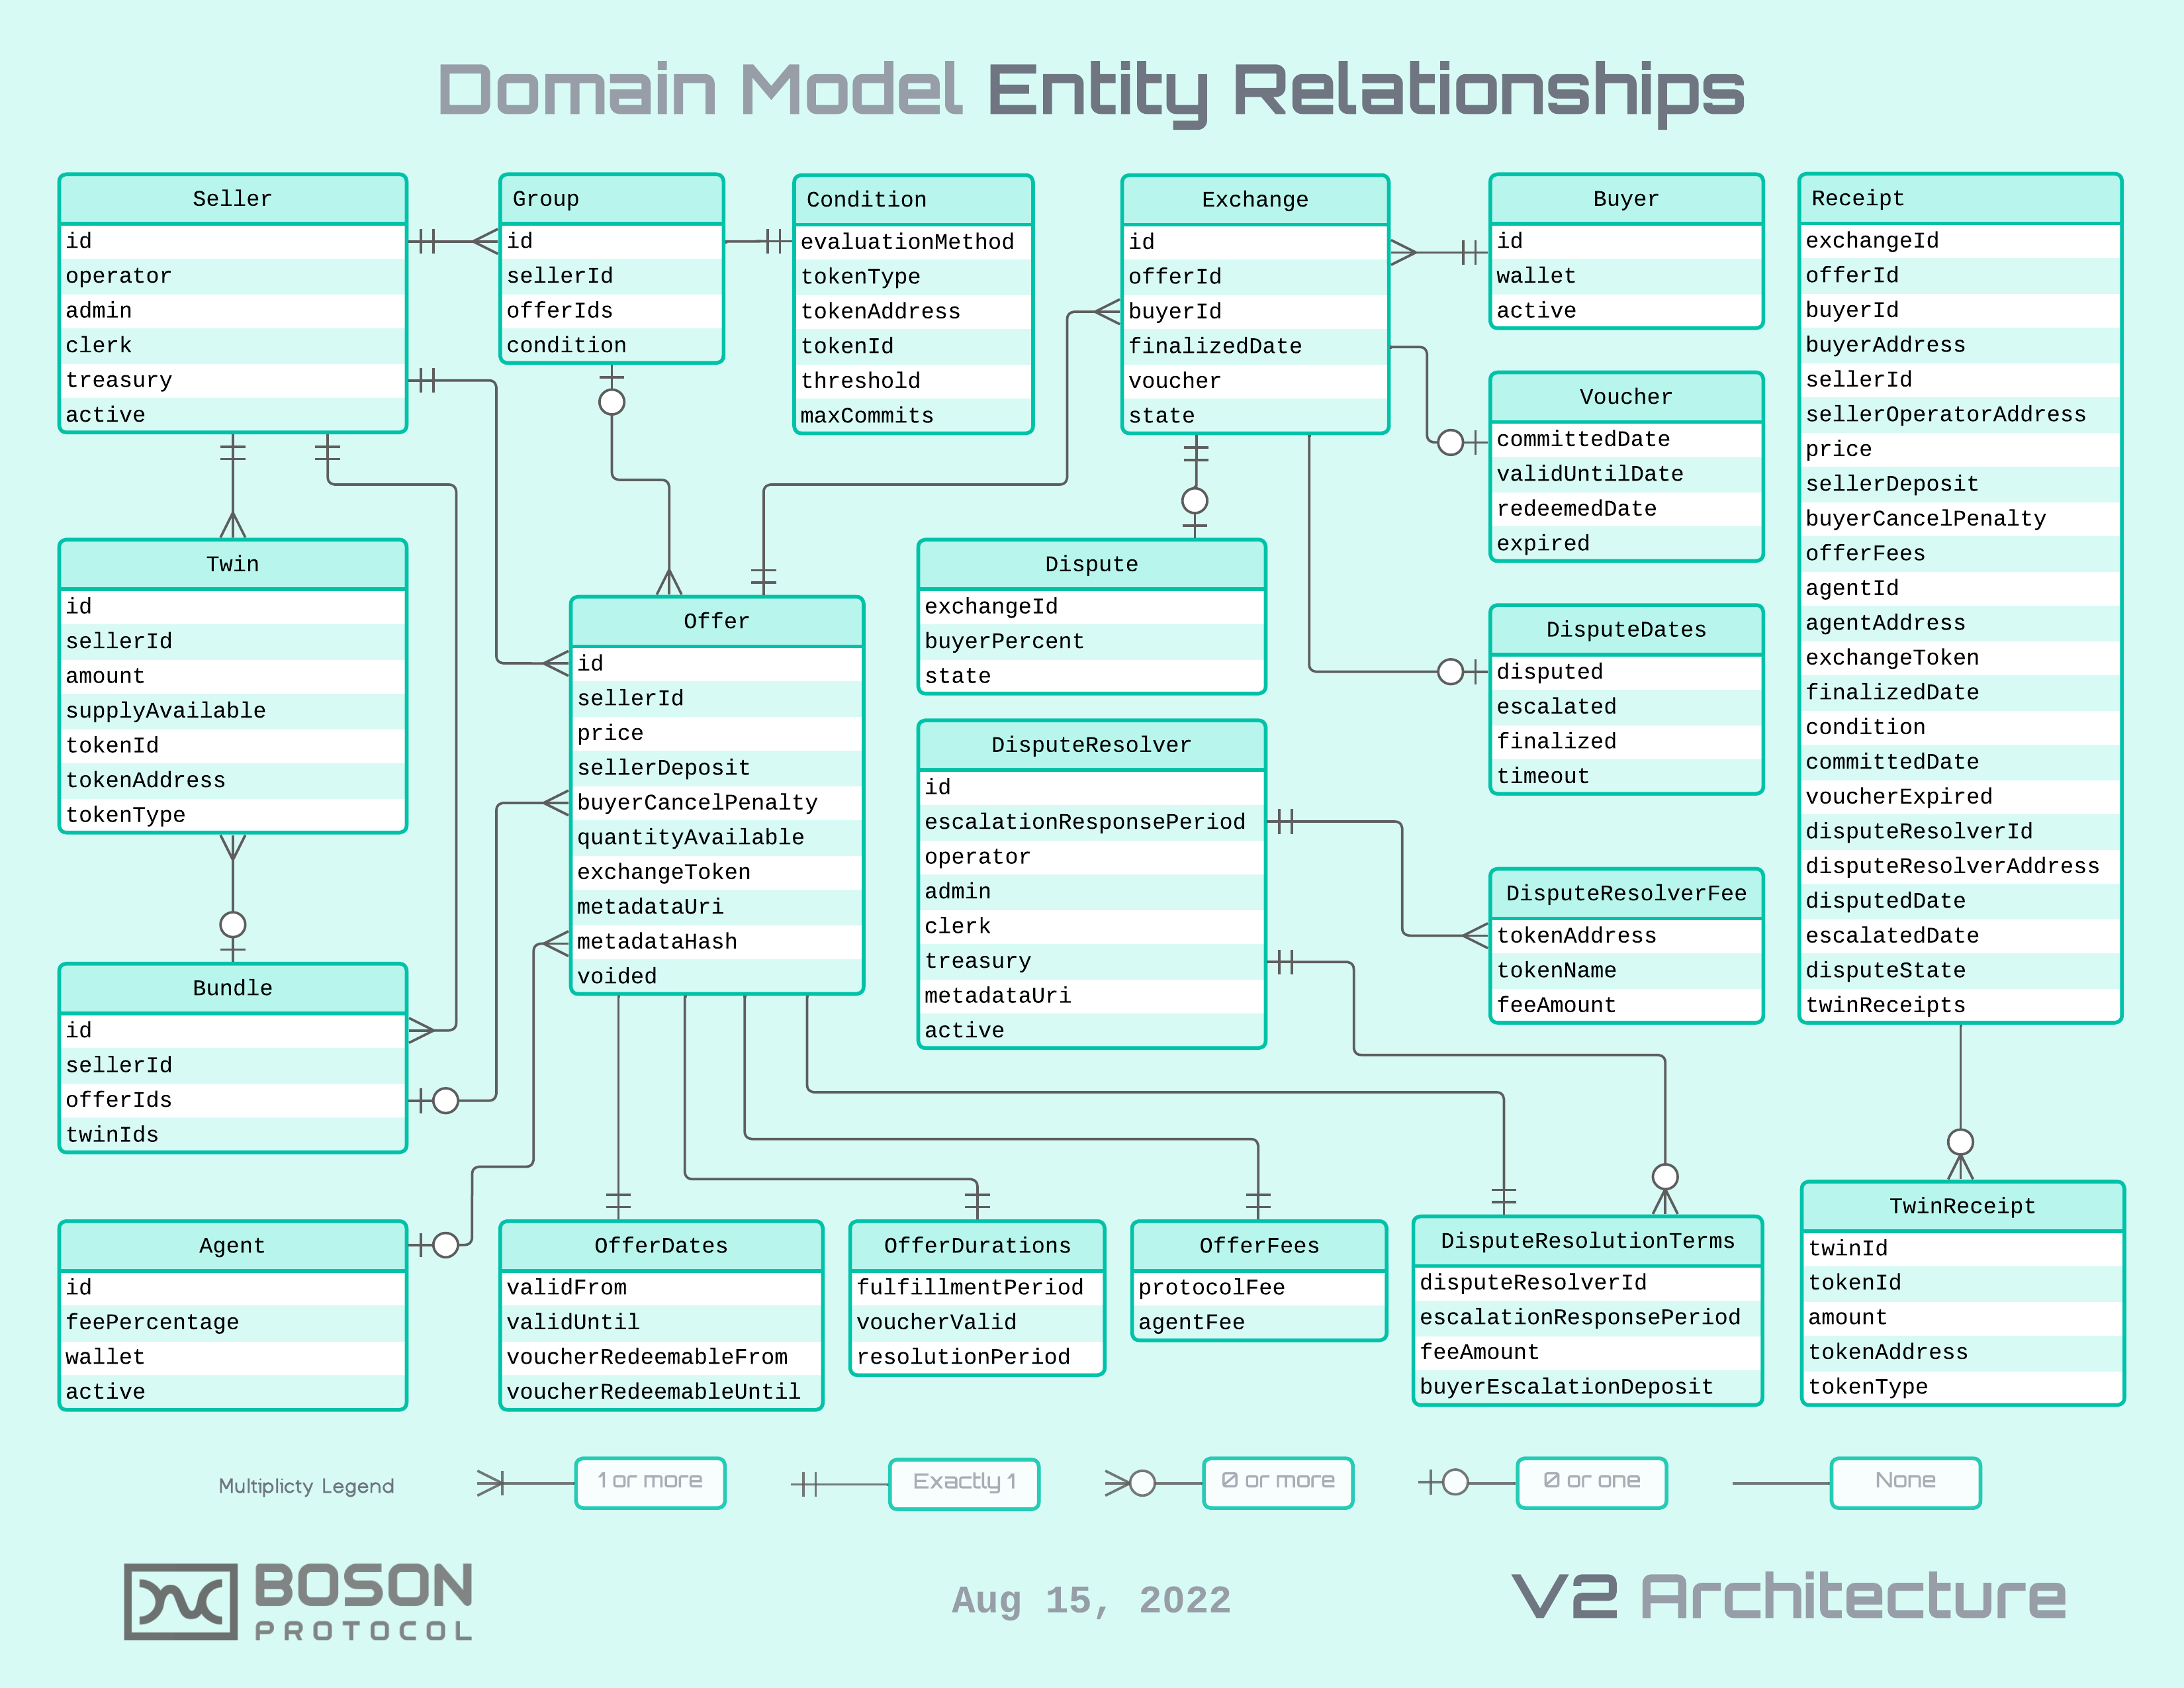 Domain Model Entity Relationships
Seller
id
operator
admin
clerk
treasury
active
Group
id
sellerId
offerIds
condition
Condition
evaluationMethod
tokenType
tokenAddress
tokenId
threshold
maxCommits
Exchange
id
offerId
buyerId
finalizedDate
voucher
state
Buyer
id
wallet
active
Receipt
exchangeId
offerId
buyerId
buyerAddress
sellerId
sellerOperatorAddress
price
sellerDeposit
buyerCancelPenalty
offerFees
agentId
agentAddress
exchangeToken
finalizedDate
condition
committedDate
voucherExpired
disputeResolverId
disputeResolverAddress
disputedDate
escalatedDate
disputeState
twinReceipts
Voucher
committedDate
validUntilDate
redeemedDate
expired
Twin
id
sellerId
amount
supplyAvailable
tokenId
tokenAddress
tokenType
Offer
id
sellerId
price
sellerDeposit
buyerCancelPenalty
quantityAvailable
exchangeToken
metadataUri
metadataHash
voided
Dispute
exchangeId
buyerPercent
state
DisputeDates
disputed
escalated
finalized
timeout
DisputeResolver
id
escalationResponsePeriod
operator
admin
clerk
treasury
metadataUri
active
DisputeResolverFee
tokenAddress
tokenName
feeAmount
Bundle
id
sellerId
offerIds
twinIds
Agent
id
feePercentage
wallet
active
OfferDates
validFrom
validUntil
voucherRedeemableFrom
voucherRedeemableUntil
OfferDurations
fulfillmentPeriod
voucherValid
resolutionPeriod
OfferFees
protocolFee
agentFee
DisputeResolutionTerms
disputeResolverId
escalationResponsePeriod
feeAmount
buyerEscalationDeposit
TwinReceipt
twinId
tokenId
amount
tokenAddress
tokenType
Multiplicty Legend
1 or more
Exactly 1
0 or more
0 or one
None
BOSON
PROTOCOL
Aug 15, 2022
V2 Architecture